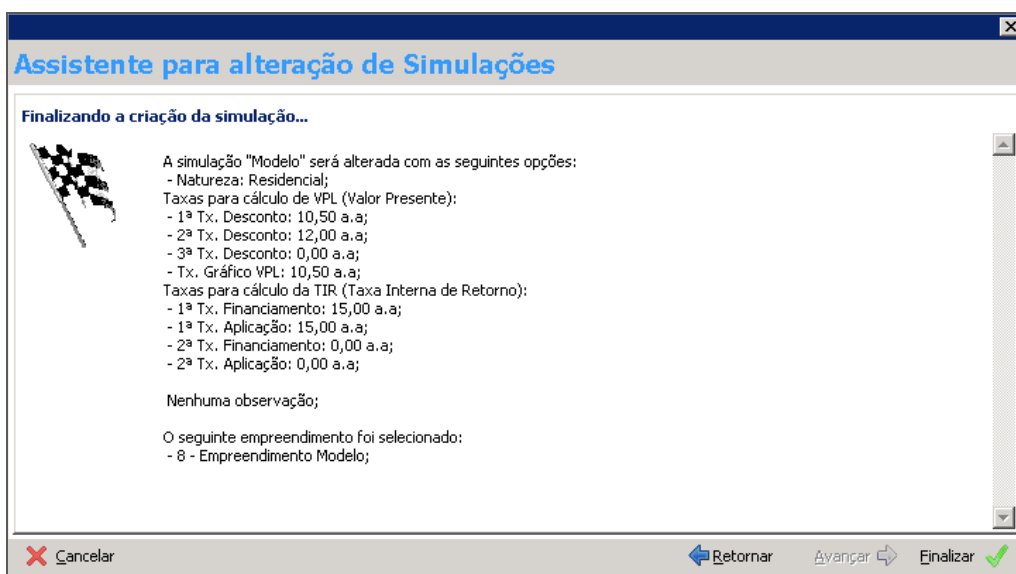 Assistente para alteração de Simulações
Finalizando a criação da simulação...
A simulação "Modelo" será alterada com as seguintes opções:
- Natureza: Residencial;
Taxas para cálculo de VPL (Valor Presente):
- 1ª Tx. Desconto: 10,50 a.a;
- 2ª Tx. Desconto: 12,00 a.a;
- 3ª Tx. Desconto: 0,00 a.a;
- Tx. Gráfico VPL: 10,50 a.a;
Taxas para cálculo da TIR (Taxa Interna de Retorno):
- 1ª Tx. Financiamento: 15,00 a.a;
- 1ª Tx. Aplicação: 15,00 a.a;
- 2ª Tx. Financiamento: 0,00 a.a;
- 2ª Tx. Aplicação: 0,00 a.a;
Nenhuma observação;
O seguinte empreendimento foi selecionado:
- 8 - Empreendimento Modelo;
Cancelar Retornar Avançar Finalizar